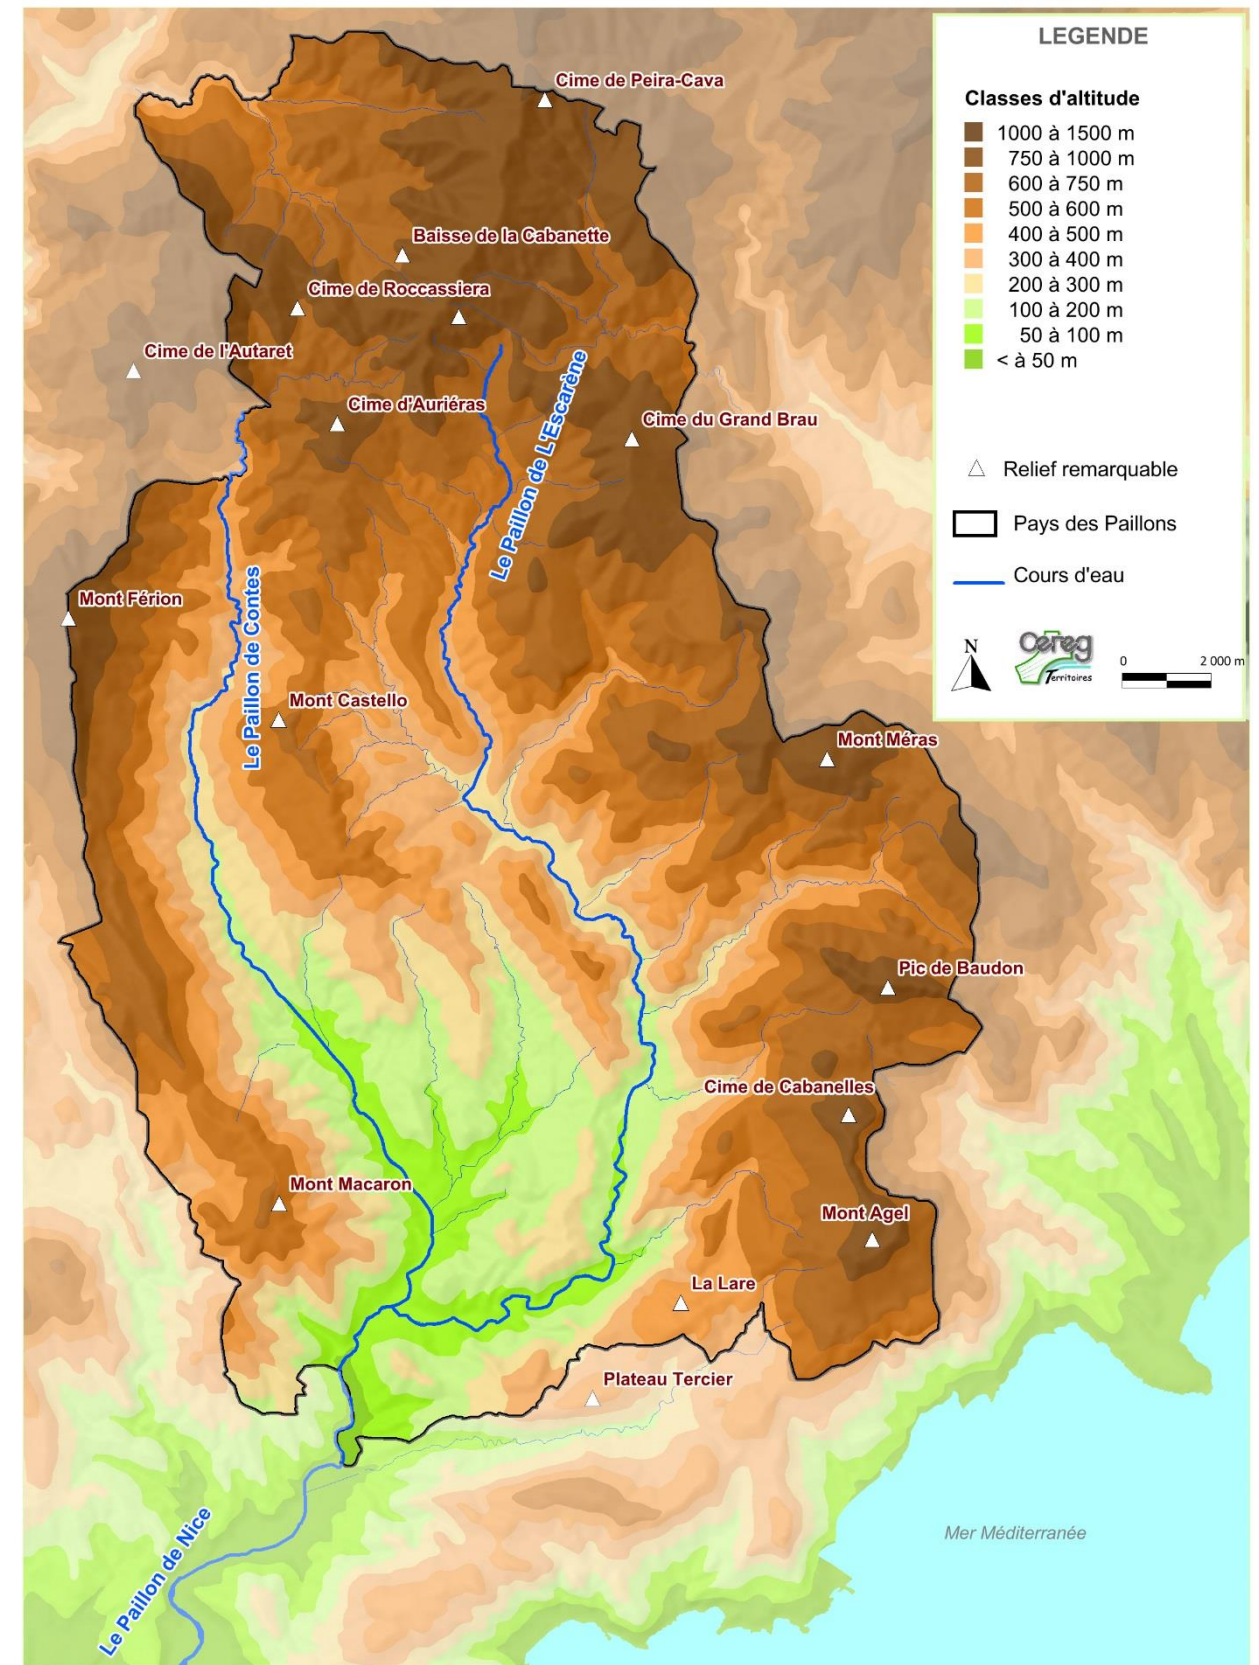 LEGENDE
Classes d'altitude
1000 à 1500 m
750 à 1000 m
600 à 750 m
500 à 600 m
400 à 500 m
300 à 400 m
200 à 300 m
100 à 200 m
50 à 100 m
< à 50 m
Relief remarquable
Pays des Paillons
Cours d'eau
N
Cereg
Territoires
0 2 000 m
Cime de Peira-Cava
Baisse de la Cabanette
Cime de Roccassiera
Cime de l'Autaret
Cime d'Auriéras
Cime du Grand Brau
Le Paillon de L'Escarène
Mont Férion
Le Paillon de Contes
Mont Castello
Mont Méras
Pic de Baudon
Cime de Cabanelles
Mont Macaron
Mont Agel
La Lare
Plateau Tercier
Mer Méditerranée
Le Paillon de Nice